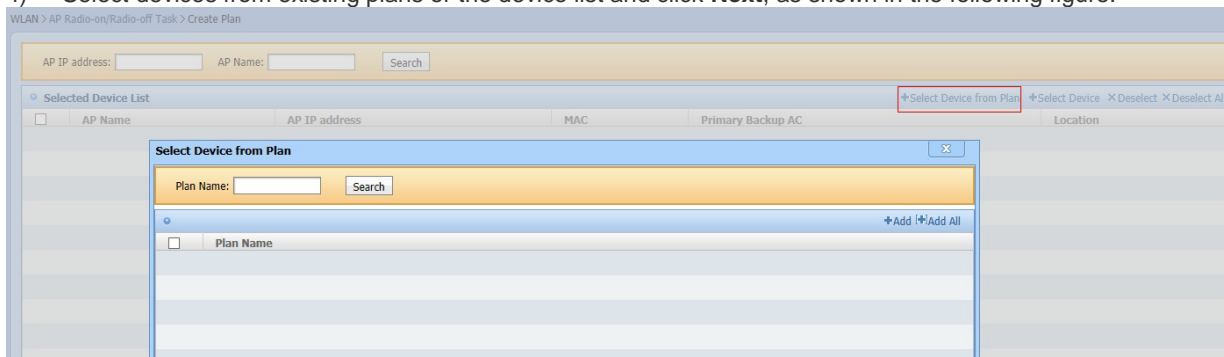 Select devices from existing plans or the device list and click Next, as shown in the following figure.
WLAN > AP Radio-on/Radio-off Task > Create Plan
AP IP address: AP Name: Search
Selected Device List +Select Device from Plan +Select Device ×Deselect ×Deselect Al
AP Name AP IP address MAC Primary Backup AC Location
Select Device from Plan X
Plan Name: Search
+Add [+]Add All
Plan Name